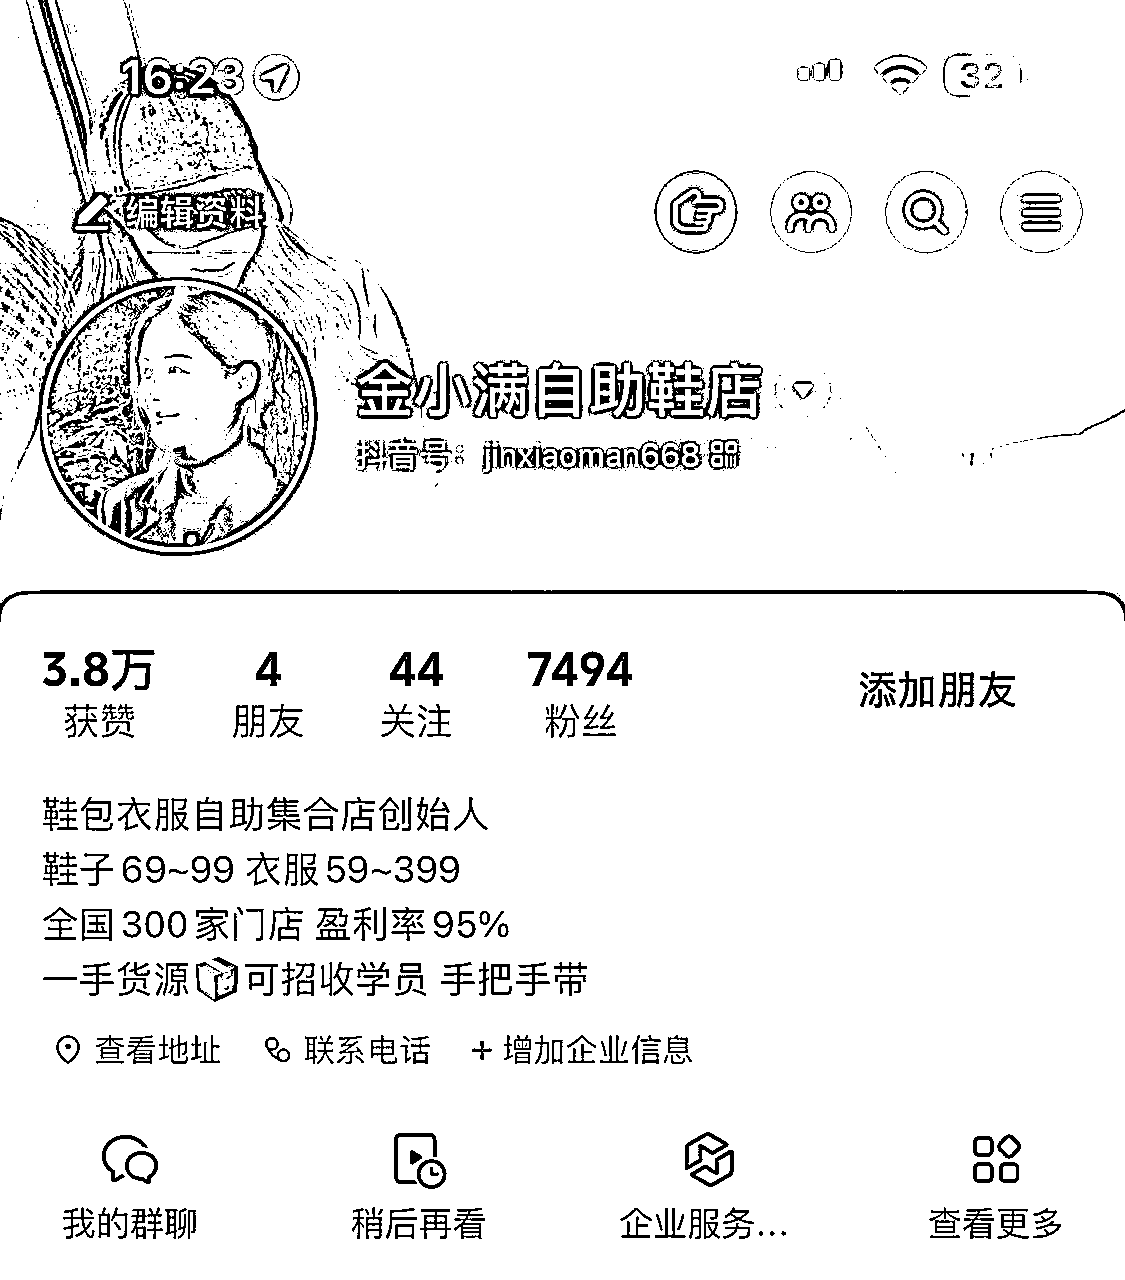 16:23
32
编辑资料
金小满自助鞋店
抖音号：jinxiaoman668
3.8万 获赞
4 朋友
44 关注
7494 粉丝
添加朋友
鞋包衣服自助集合店创始人
鞋子69~99 衣服59~399
全国300家门店 盈利率95%
一手货源📦可招收学员 手把手带
查看地址 联系电话 + 增加企业信息
我的群聊 稍后再看 企业服务... 查看更多